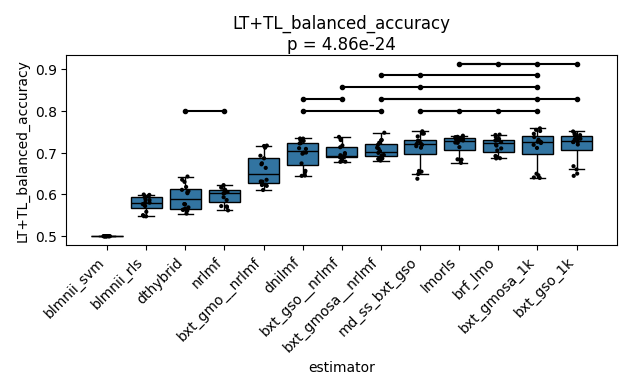 LT+TL_balanced_accuracy
p = 4.86e-24
LT+TL_balanced_accuracy
0.9
0.8
0.7
0.6
0.5
blmnii_svm
blmnii_rls
dthybrid
nrlmf
bxt_gmo__nrlmf
dnilmf
bxt_gso__nrlmf
bxt_gmosa__nrlmf
md_ss_bxt_gso
lmorls
brf_lmo
bxt_gmosa_1k
bxt_gso_1k
estimator